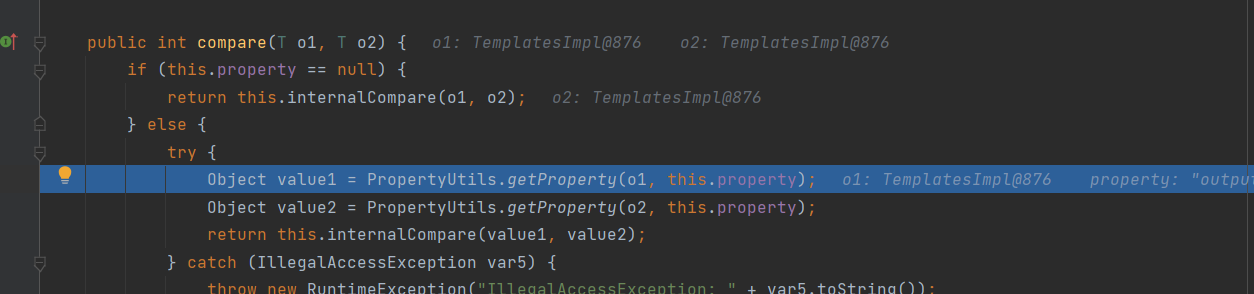 public int compare(T o1, T o2) { o1: TemplatesImpl@876 o2: TemplatesImpl@876
if (this.property == null) {
return this.internalCompare(o1, o2); o2: TemplatesImpl@876
} else {
try {
Object value1 = PropertyUtils.getProperty(o1, this.property); o1: TemplatesImpl@876 property: "output
Object value2 = PropertyUtils.getProperty(o2, this.property);
return this.internalCompare(value1, value2);
} catch (IllegalAccessException var5) {
throw new RuntimeException("IllegalAccessException: " + var5.toString());